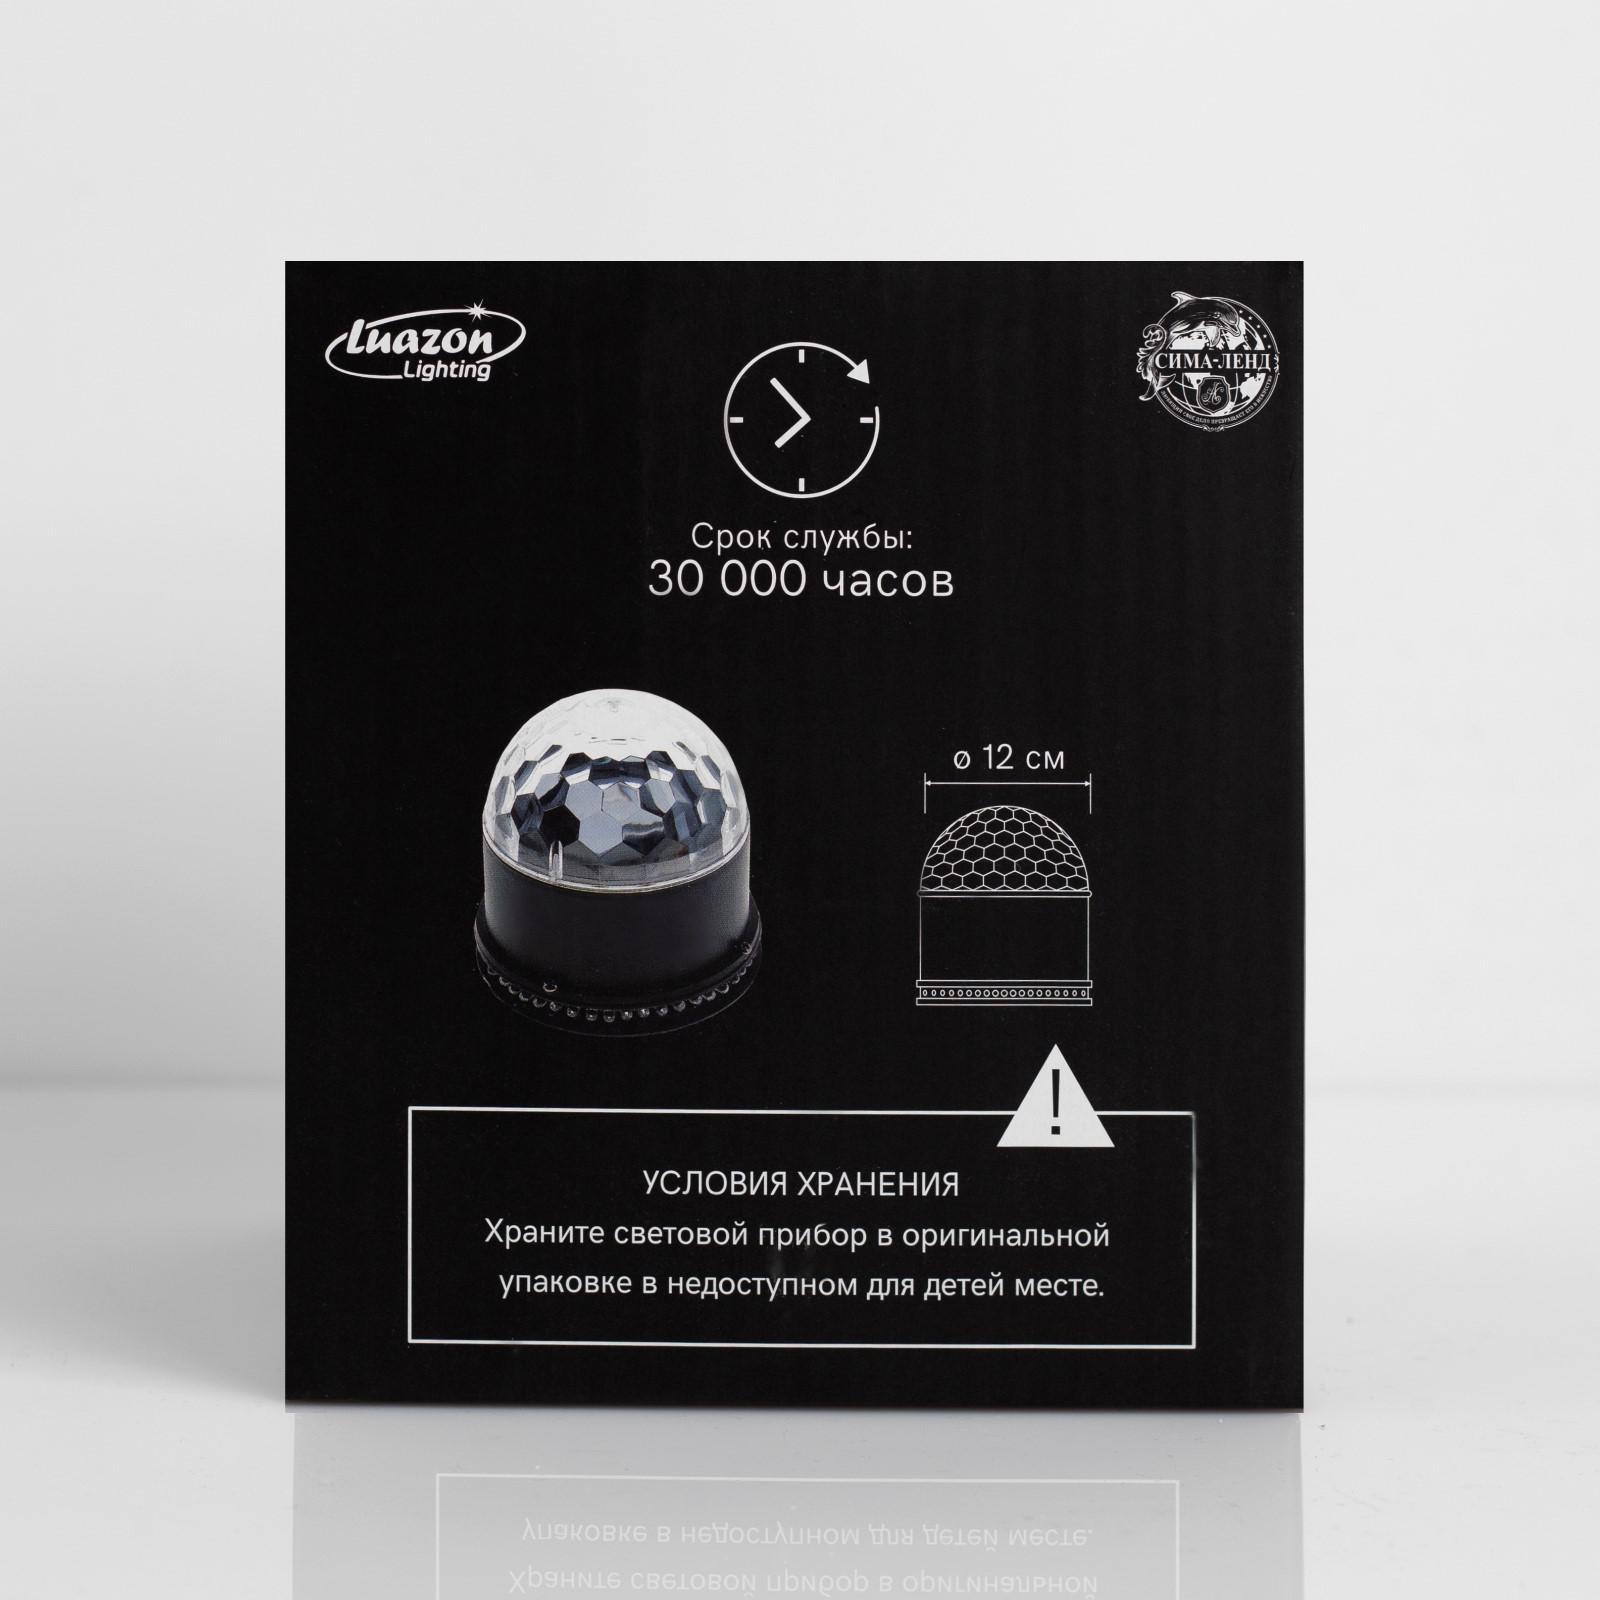 Luazon
Lighting
СИМА-ЛЕНД
Срок службы:
30 000 часов
ø 12 см
!
УСЛОВИЯ ХРАНЕНИЯ
Храните световой прибор в оригинальной
упаковке в недоступном для детей месте.